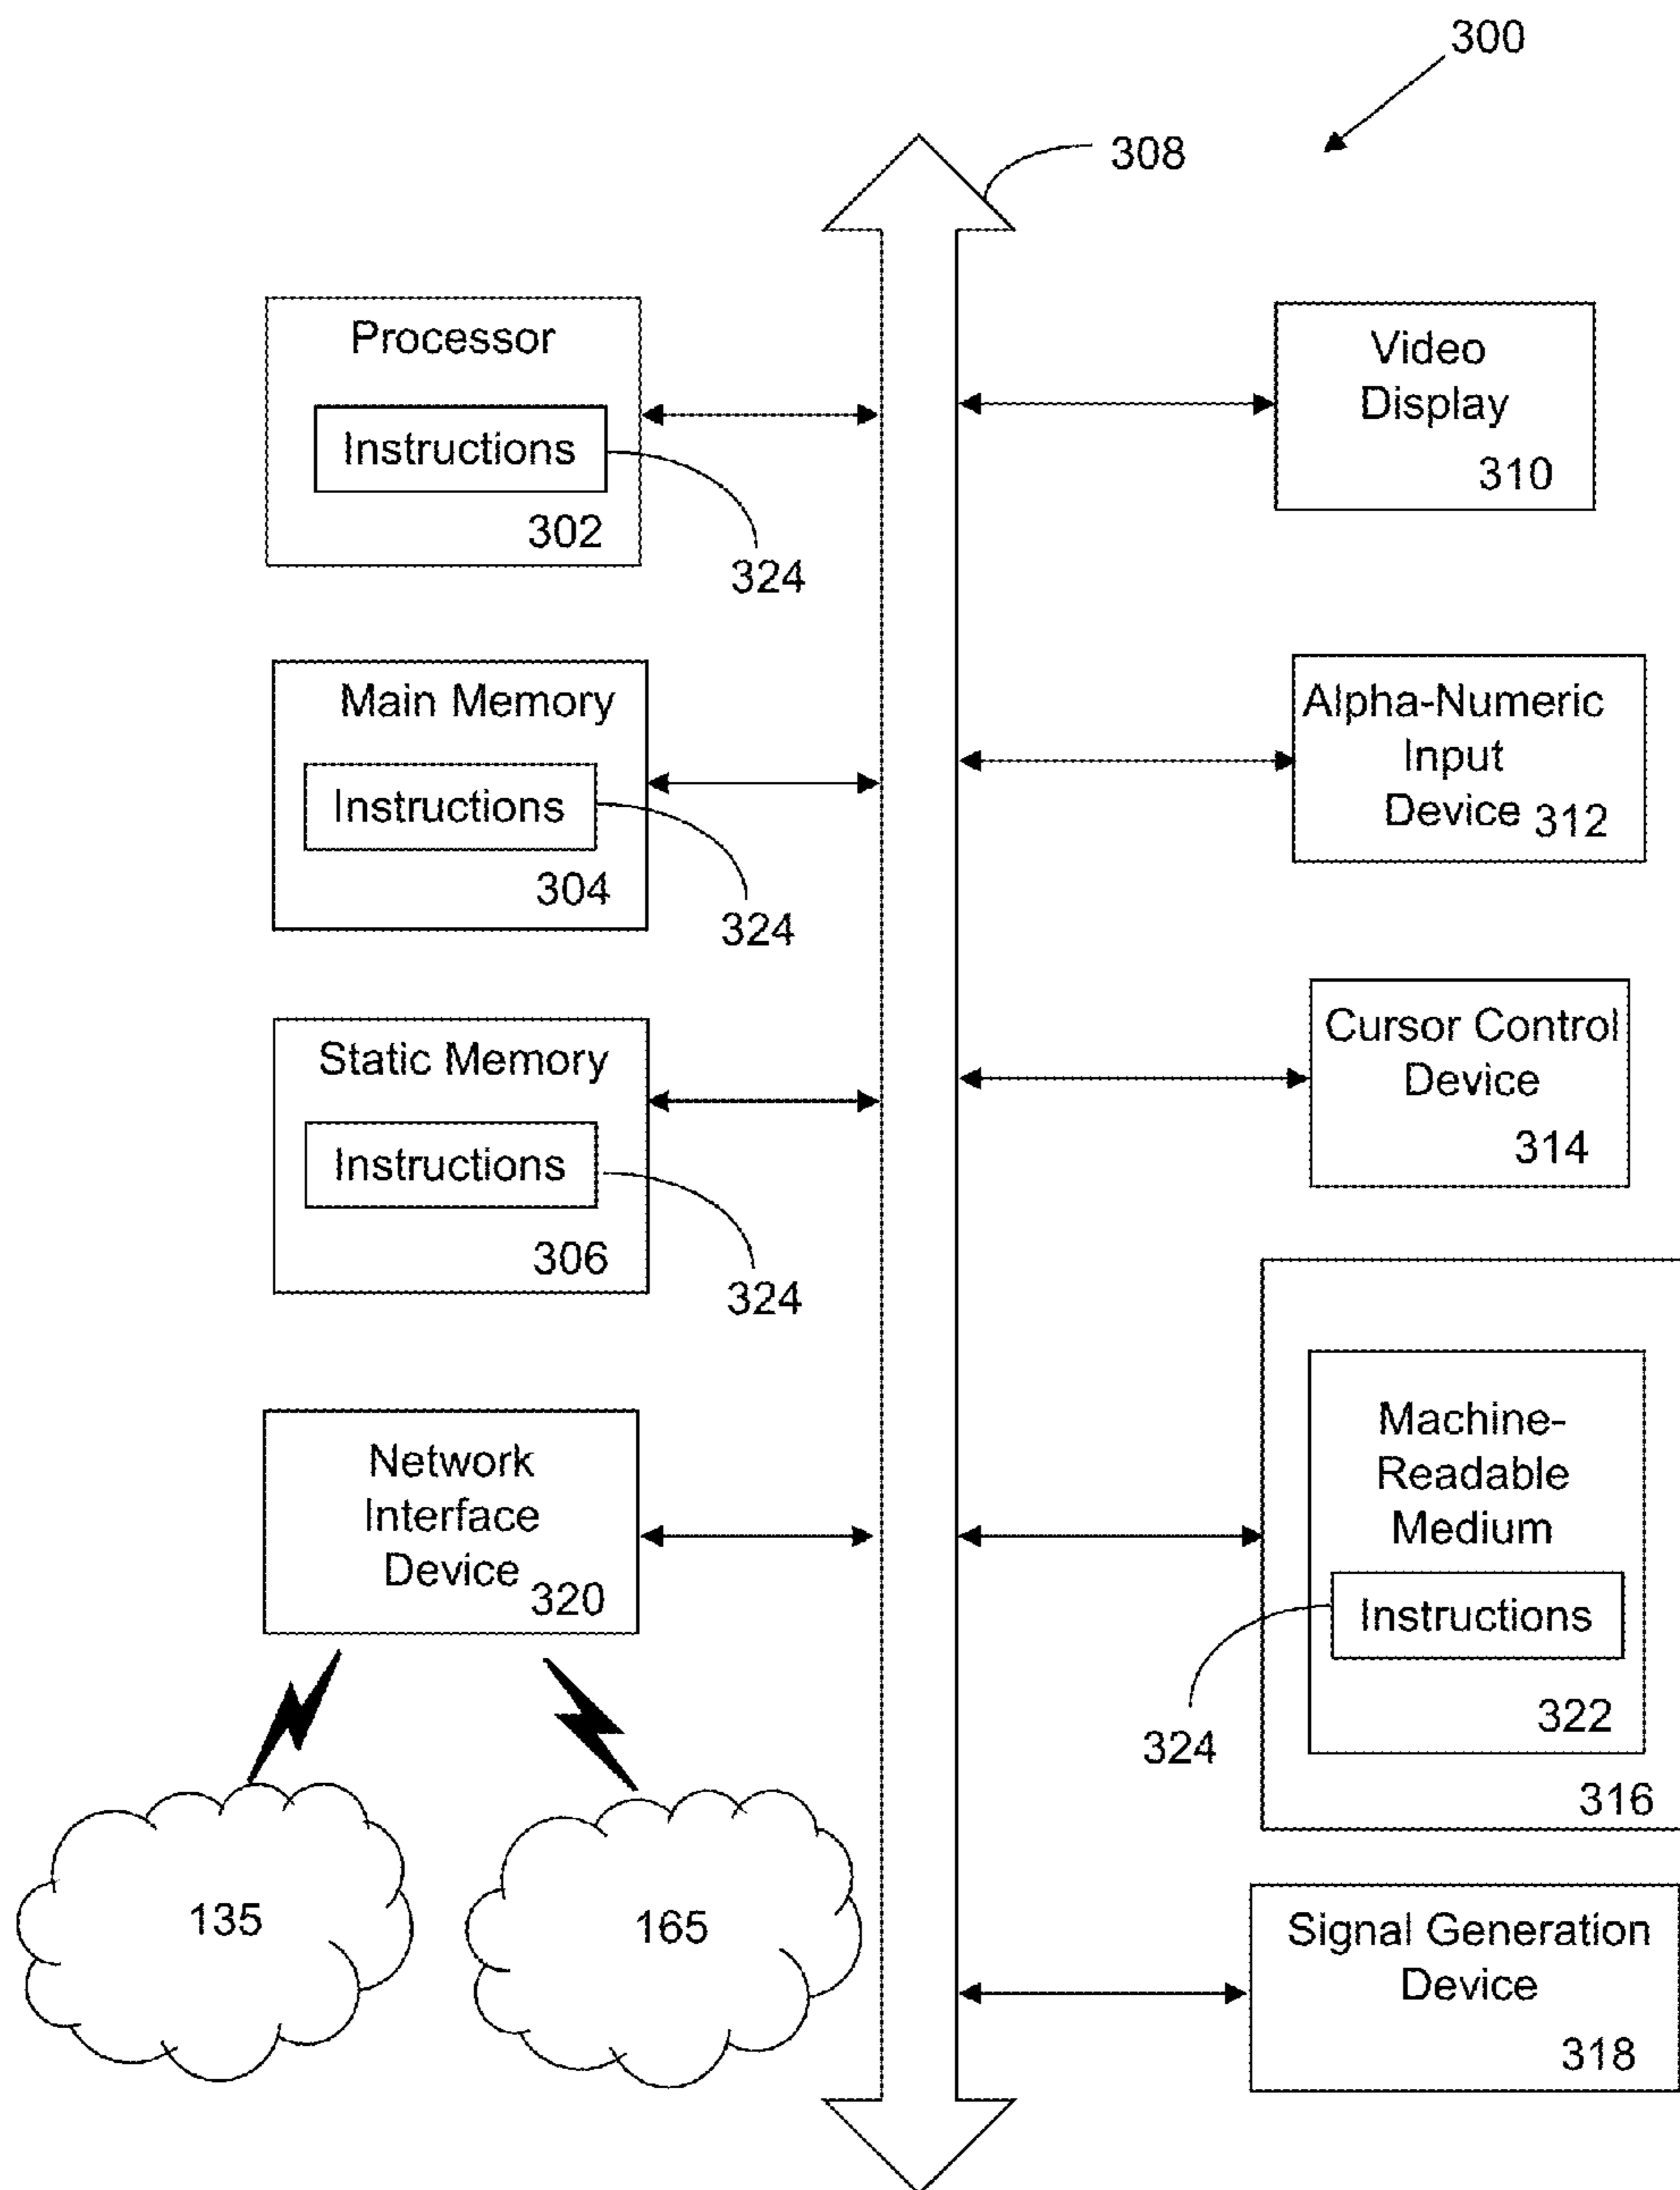 300
308
Processor
Instructions
302
324
Video
Display
310
Main Memory
Instructions
304
324
Alpha-Numeric
Input
Device 312
Static Memory
Instructions
306
324
Cursor Control
Device
314
Network
Interface
Device
320
Machine-
Readable
Medium
Instructions
322
324
316
135
165
Signal Generation
Device
318